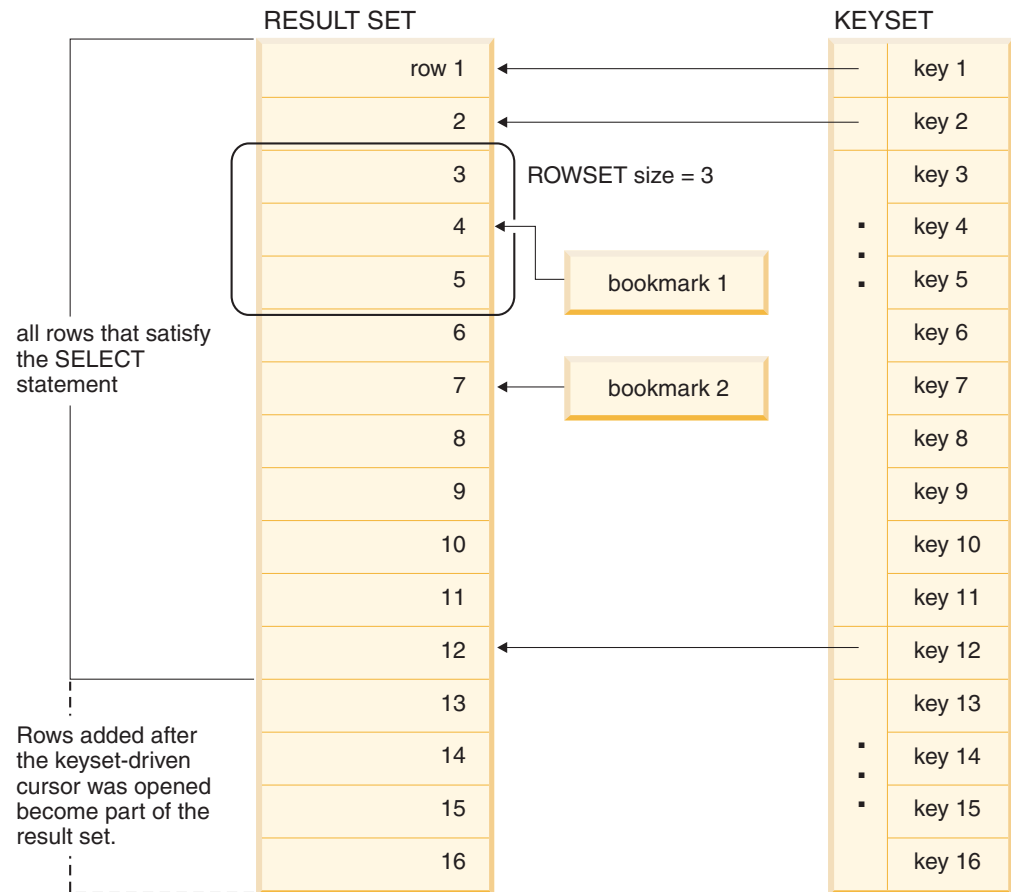 RESULT SET
KEYSET
row 1
key 1
2
key 2
3
ROWSET size = 3
key 3
4
key 4
5
bookmark 1
key 5
all rows that satisfy
the SELECT
statement
6
key 6
7
bookmark 2
key 7
8
key 8
9
key 9
10
key 10
11
key 11
12
key 12
13
key 13
Rows added after
the keyset-driven
cursor was opened
become part of the
result set.
14
key 14
15
key 15
16
key 16